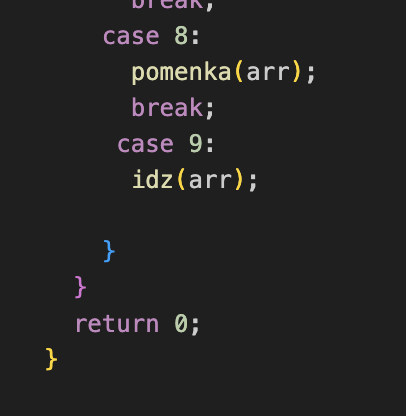 break;
case 8:
pomenka(arr);
break;
case 9:
idz(arr);
}
}
return 0;
}